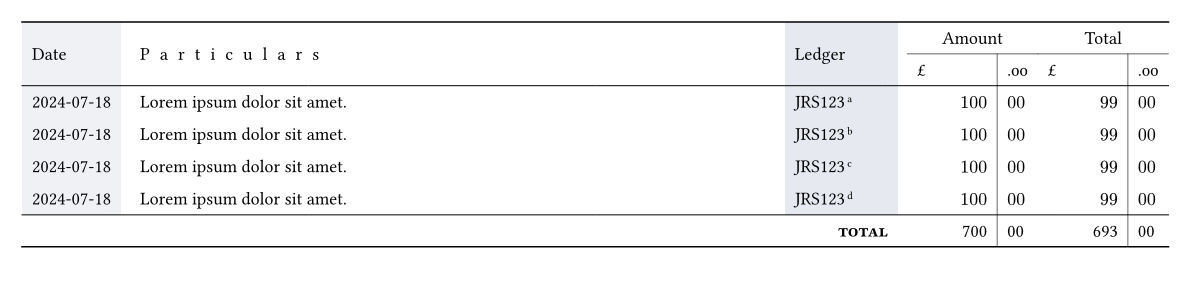 Amount Total
Date Particulars Ledger
£ .oo £ .oo
2024-07-18 Lorem ipsum dolor sit amet. JRS123 a 100 00 99 00
2024-07-18 Lorem ipsum dolor sit amet. JRS123 b 100 00 99 00
2024-07-18 Lorem ipsum dolor sit amet. JRS123 c 100 00 99 00
2024-07-18 Lorem ipsum dolor sit amet. JRS123 d 100 00 99 00
TOTAL 700 00 693 00